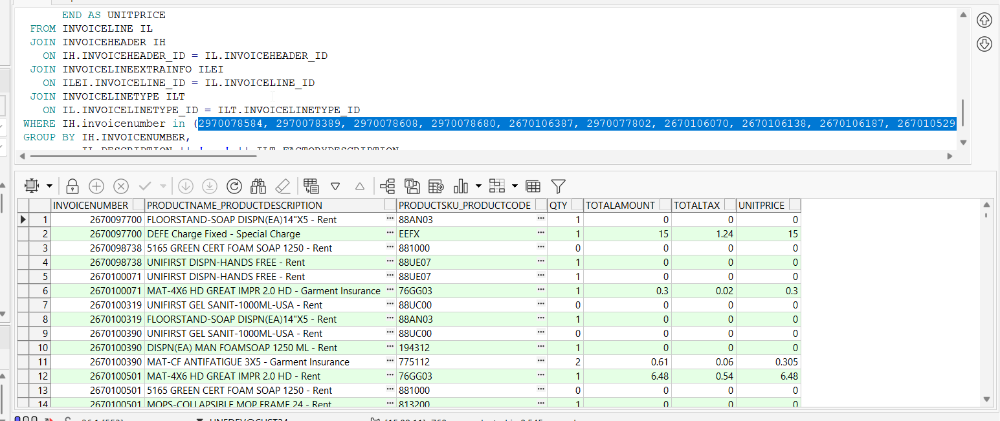 END AS UNITPRICE
FROM INVOICELINE IL
JOIN INVOICEHEADER IH
ON IH.INVOICEHEADER_ID = IL.INVOICEHEADER_ID
JOIN INVOICELINEEXTRAINFO ILEI
ON ILEI.INVOICELINE_ID = IL.INVOICELINE_ID
JOIN INVOICELINETYPE ILT
ON IL.INVOICELINETYPE_ID = ILT.INVOICELINETYPE_ID
WHERE IH.invoicenumber in (2970078584, 2970078389, 2970078608, 2970078680, 2670106387, 2970077802, 2670106070, 2670106138, 2670106187, 267010529
GROUP BY IH.INVOICENUMBER,
INVOICENUMBER PRODUCTNAME_PRODUCTDESCRIPTION PRODUCTSKU_PRODUCTCODE QTY TOTALAMOUNT TOTALTAX UNITPRICE
1 2670097700 FLOORSTAND-SOAP DISPN(EA)14"X5 - Rent ... 88AN03 ... 1 0 0 0
2 2670097700 DEFE Charge Fixed - Special Charge ... EEFX ... 1 15 1.24 15
3 2670098738 5165 GREEN CERT FOAM SOAP 1250 - Rent ... 881000 ... 0 0 0 0
4 2670098738 UNIFIRST DISPN-HANDS FREE - Rent ... 88UE07 ... 1 0 0 0
5 2670100071 UNIFIRST DISPN-HANDS FREE - Rent ... 88UE07 ... 1 0 0 0
6 2670100071 MAT-4X6 HD GREAT IMPR 2.0 HD - Garment Insurance ... 76GG03 ... 1 0.3 0.02 0.3
7 2670100319 UNIFIRST GEL SANIT-1000ML-USA - Rent ... 88UC00 ... 0 0 0 0
8 2670100319 FLOORSTAND-SOAP DISPN(EA)14"X5 - Rent ... 88AN03 ... 1 0 0 0
9 2670100390 UNIFIRST GEL SANIT-1000ML-USA - Rent ... 88UC00 ... 0 0 0 0
10 2670100390 DISPN(EA) MAN FOAMSOAP 1250 ML - Rent ... 194312 ... 1 0 0 0
11 2670100390 MAT-CF ANTIFATIGUE 3X5 - Garment Insurance ... 775112 ... 2 0.61 0.06 0.305
12 2670100501 MAT-4X6 HD GREAT IMPR 2.0 HD - Rent ... 76GG03 ... 1 6.48 0.54 6.48
13 2670100501 5165 GREEN CERT FOAM SOAP 1250 - Rent ... 881000 ... 0 0 0 0
14 2670100501 MOPS-COLLAPSIBLE MOP FRAME 24 - Rent ... 813200 ... 1 0 0 0